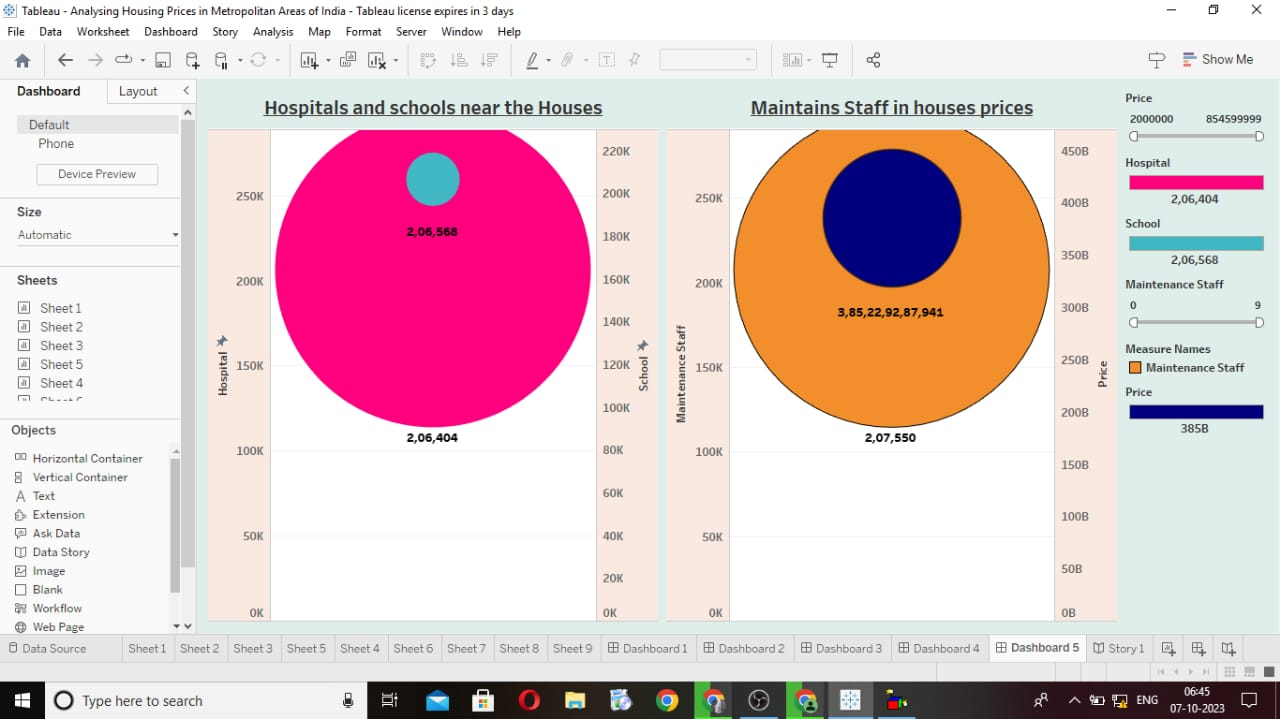 Tableau - Analysing Housing Prices in Metropolitan Areas of India - Tableau license expires in 3 days
File Data Worksheet Dashboard Story Analysis Map Format Server Window Help
Show Me
Dashboard Layout
Default
Phone
Device Preview
Size
Automatic
Sheets
Sheet 1
Sheet 2
Sheet 3
Sheet 5
Sheet 4
Objects
Horizontal Container
Vertical Container
Text
Extension
Ask Data
Data Story
Image
Blank
Workflow
Web Page
Hospitals and schools near the Houses
Hospital
250K
200K
150K
100K
50K
0K
2,06,568
2,06,404
220K
200K
180K
160K
140K
120K
100K
80K
60K
40K
20K
0K
School
Maintains Staff in houses prices
Maintenance Staff
250K
200K
150K
100K
50K
0K
3,85,22,92,87,941
2,07,550
450B
400B
350B
300B
250B
200B
150B
100B
50B
0B
Price
Price
2000000 854599999
Hospital
2,06,404
School
2,06,568
Maintenance Staff
0 9
Measure Names
Maintenance Staff
Price
385B
Data Source Sheet 1 Sheet 2 Sheet 3 Sheet 5 Sheet 4 Sheet 6 Sheet 7 Sheet 8 Sheet 9 Dashboard 1 Dashboard 2 Dashboard 3 Dashboard 4 Dashboard 5 Story 1
Type here to search
ENG
06:45
07-10-2023